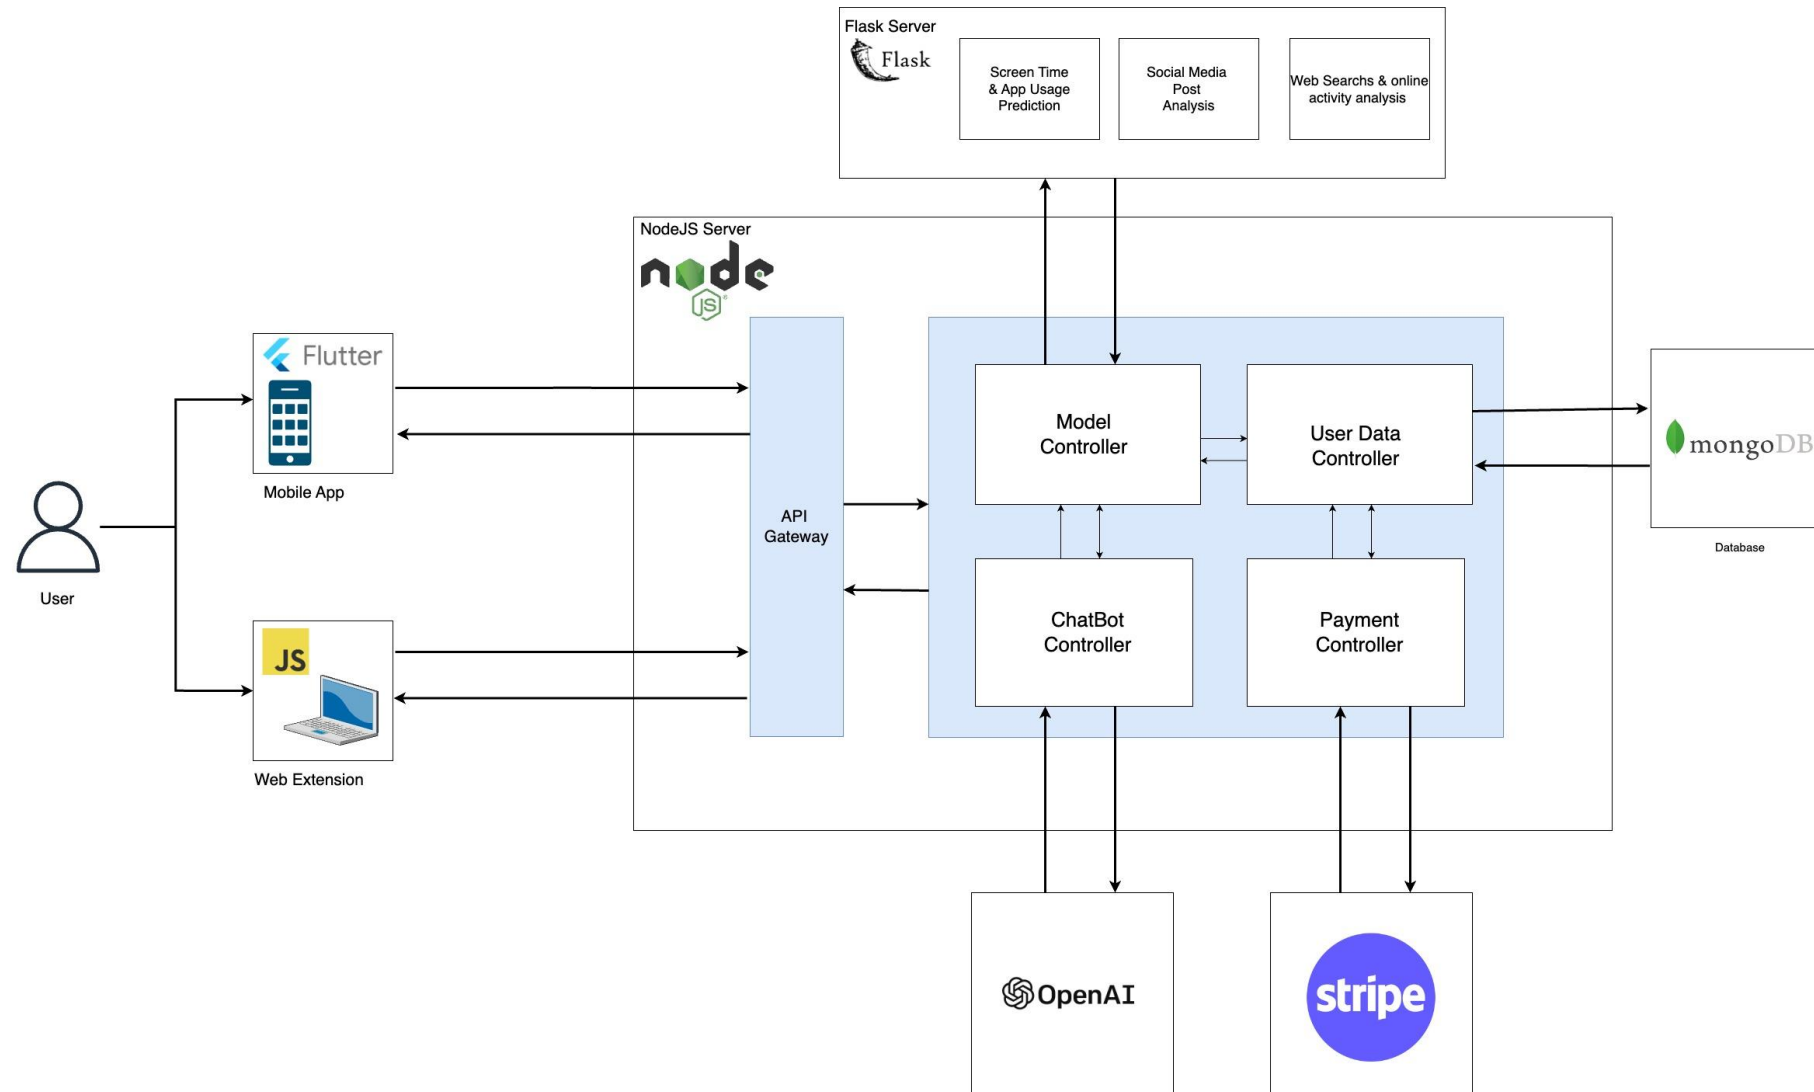 Flask Server
Flask
Screen Time
& App Usage
Prediction
Social Media
Post
Analysis
Web Searchs & online
activity analysis
NodeJS Server
node
JS
Flutter
Mobile App
User
JS
Web Extension
API
Gateway
Model
Controller
User Data
Controller
ChatBot
Controller
Payment
Controller
mongoDB
Database
OpenAI
stripe